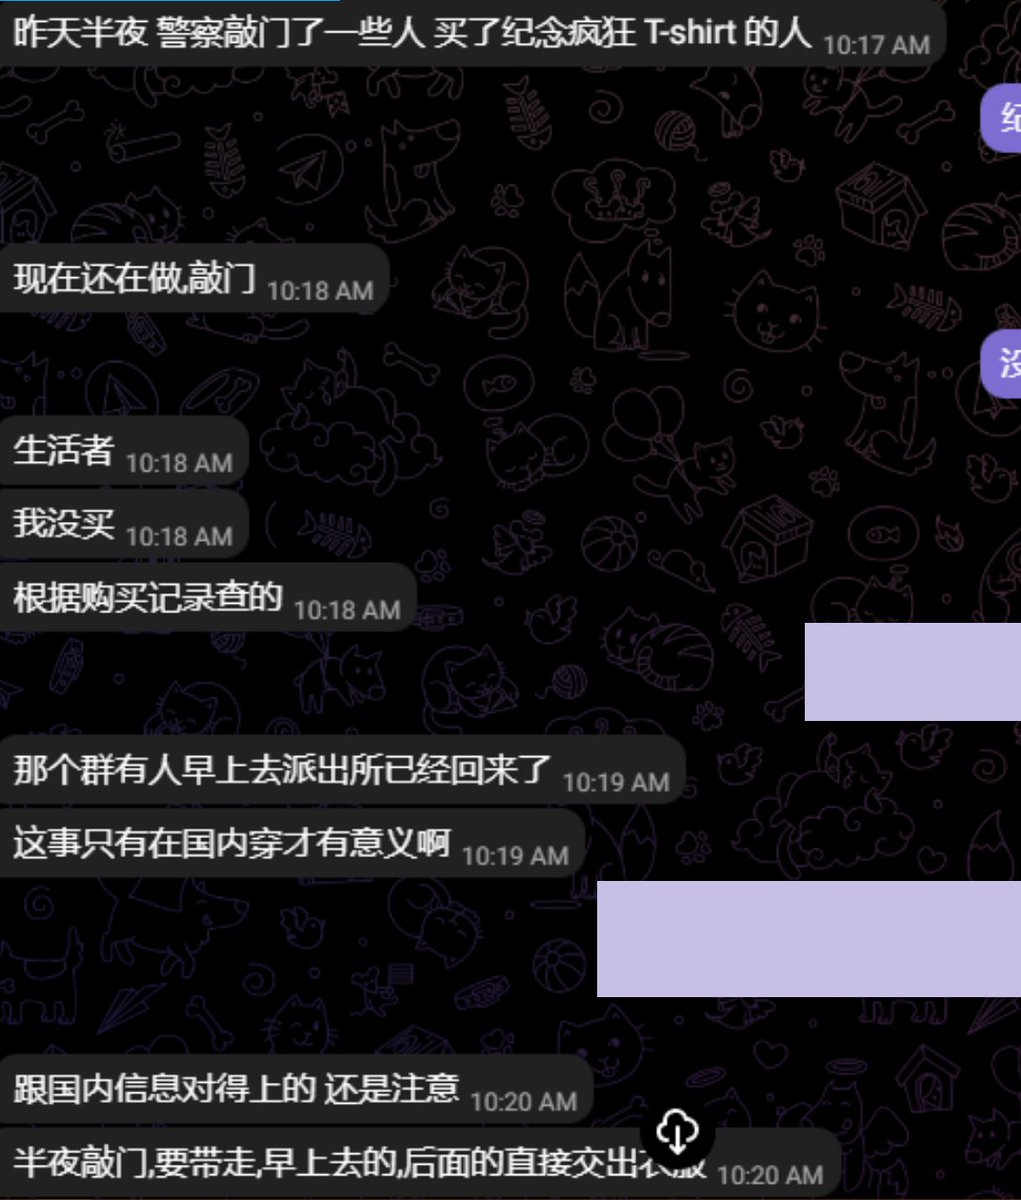 昨天半夜 警察敲门了一些人 买了纪念疯狂 T-shirt 的人 10:17 AM
现在还在做,敲门 10:18 AM
生活者 10:18 AM
我没买 10:18 AM
根据购买记录查的 10:18 AM
那个群有人早上去派出所已经回来了 10:19 AM
这事只有在国内穿才有意义啊 10:19 AM
跟国内信息对得上的 还是注意 10:20 AM
半夜敲门,要带走,早上去的,后面的直接交出衣服 10:20 AM